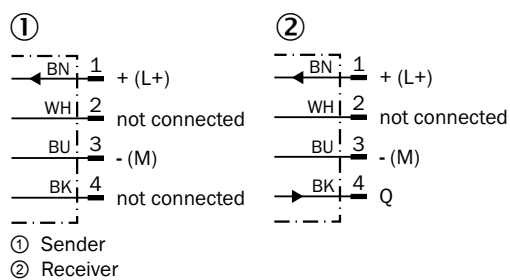 ① ②
BN 1 + (L+)
WH 2 not connected
BU 3 - (M)
BK 4 not connected
BN 1 + (L+)
WH 2 not connected
BU 3 - (M)
BK 4 Q
① Sender
② Receiver